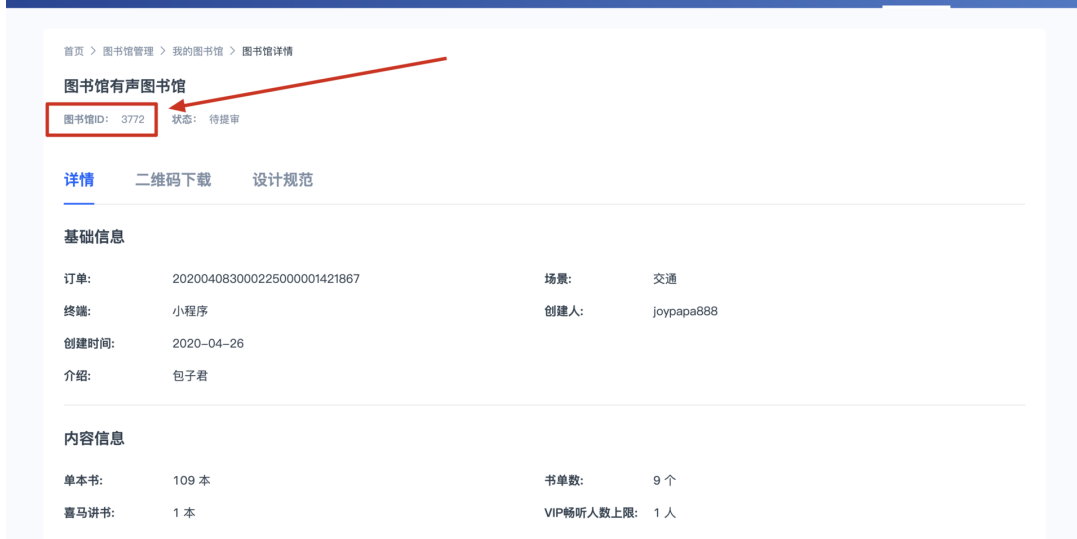 首页 > 图书馆管理 > 我的图书馆 > 图书馆详情
图书馆有声图书馆
图书馆ID: 3772 状态: 待提审
详情 二维码下载 设计规范
基础信息
订单: 202004083000225000001421867 场景: 交通
终端: 小程序 创建人: joypapa888
创建时间: 2020-04-26
介绍: 包子君
内容信息
单本书: 109 本 书单数: 9 个
喜马讲书: 1 本 VIP畅听人数上限: 1 人